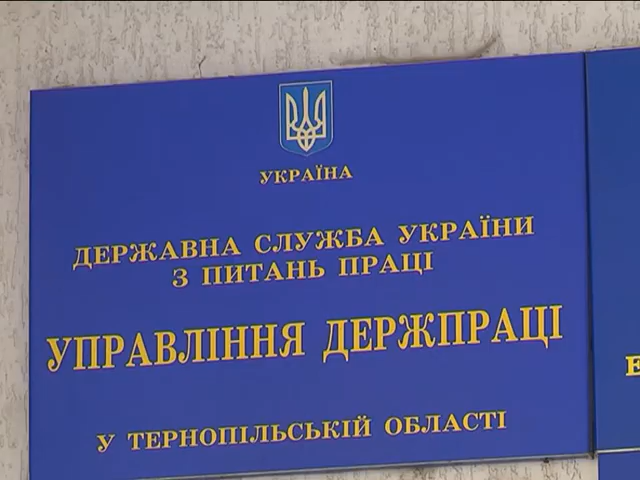 УКРАЇНА
ДЕРЖАВНА СЛУЖБА УКРАЇНИ
З ПИТАНЬ ПРАЦІ
УПРАВЛІННЯ ДЕРЖПРАЦІ
У ТЕРНОПІЛЬСЬКІЙ ОБЛАСТІ